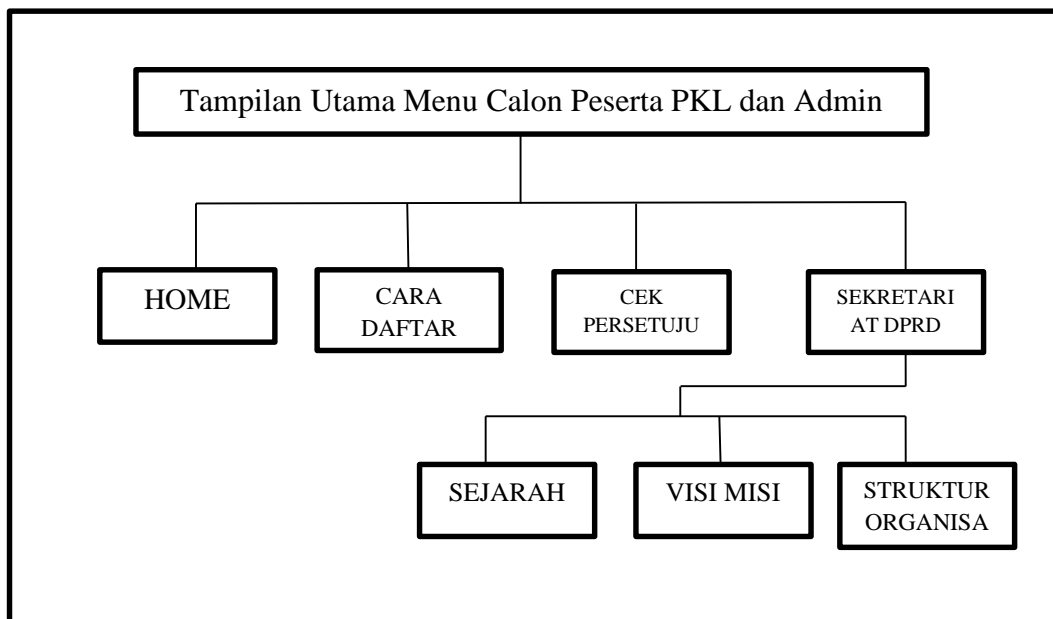 Tampilan Utama Menu Calon Peserta PKL dan Admin
HOME
CARA
DAFTAR
CEK
PERSETUJU
SEKRETARI
AT DPRD
SEJARAH
VISI MISI
STRUKTUR
ORGANISA